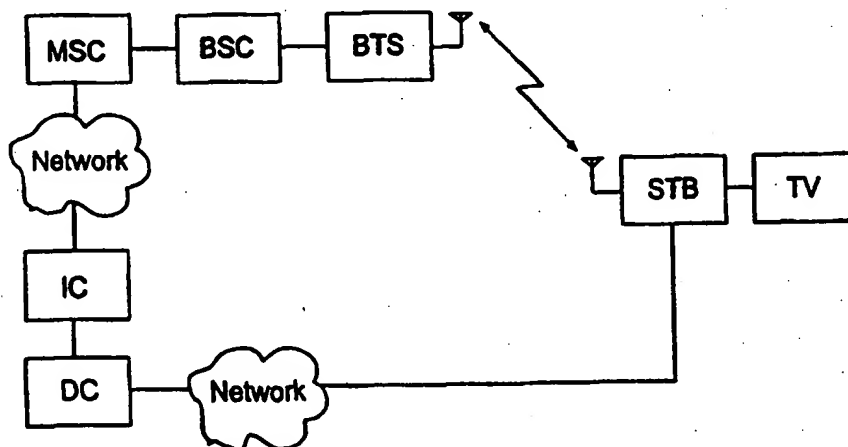 MSC
BSC
BTS
Network
STB
TV
IC
DC
Network